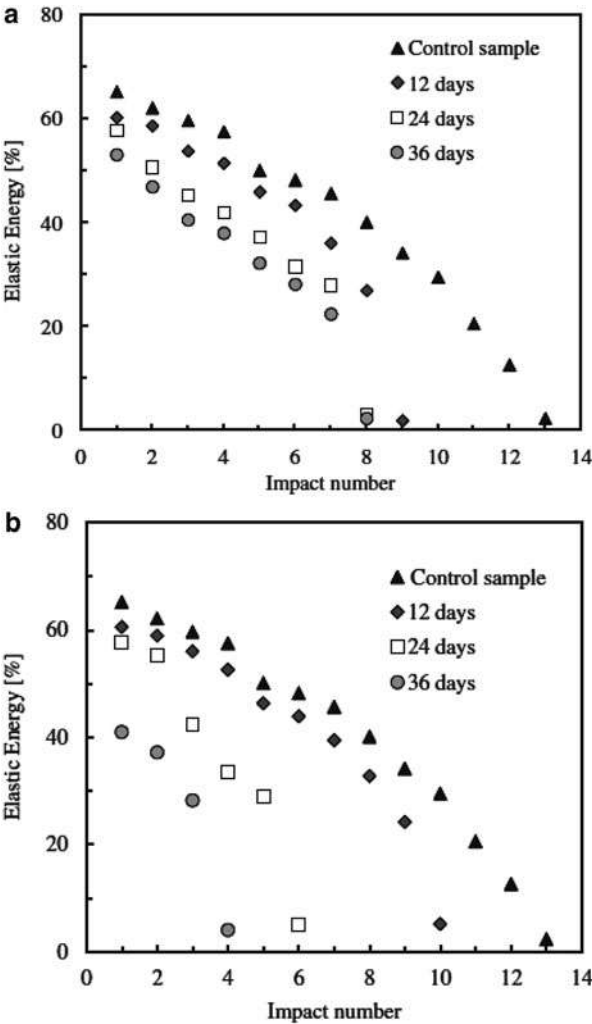 a
80
60
40
20
0
Elastic Energy [%]
Control sample
12 days
24 days
36 days
0 2 4 6 8 10 12 14
Impact number
b
80
60
40
20
0
Elastic Energy [%]
Control sample
12 days
24 days
36 days
0 2 4 6 8 10 12 14
Impact number